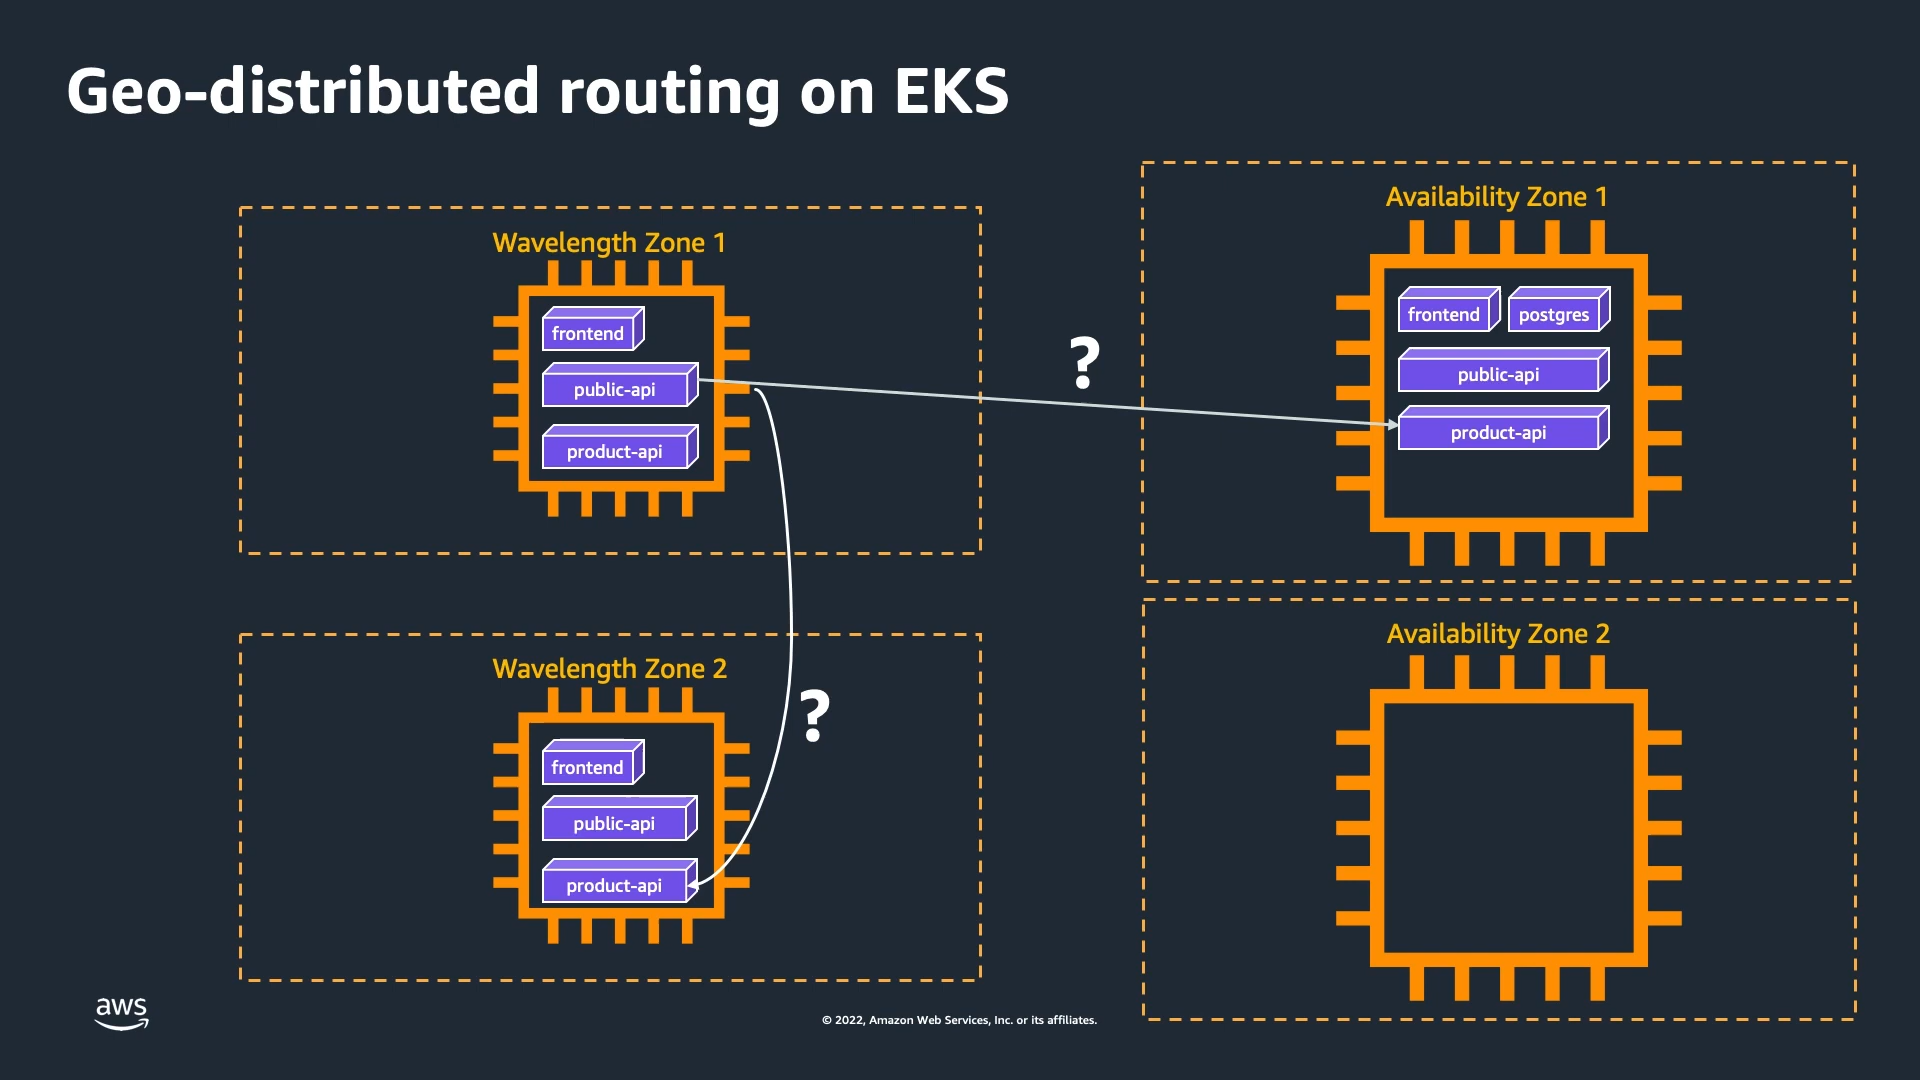 Geo-distributed routing on EKS
Wavelength Zone 1
frontend
public-api
product-api
?
Availability Zone 1
frontend
postgres
public-api
product-api
Wavelength Zone 2
frontend
public-api
product-api
?
Availability Zone 2
aws
© 2022, Amazon Web Services, Inc. or its affiliates.